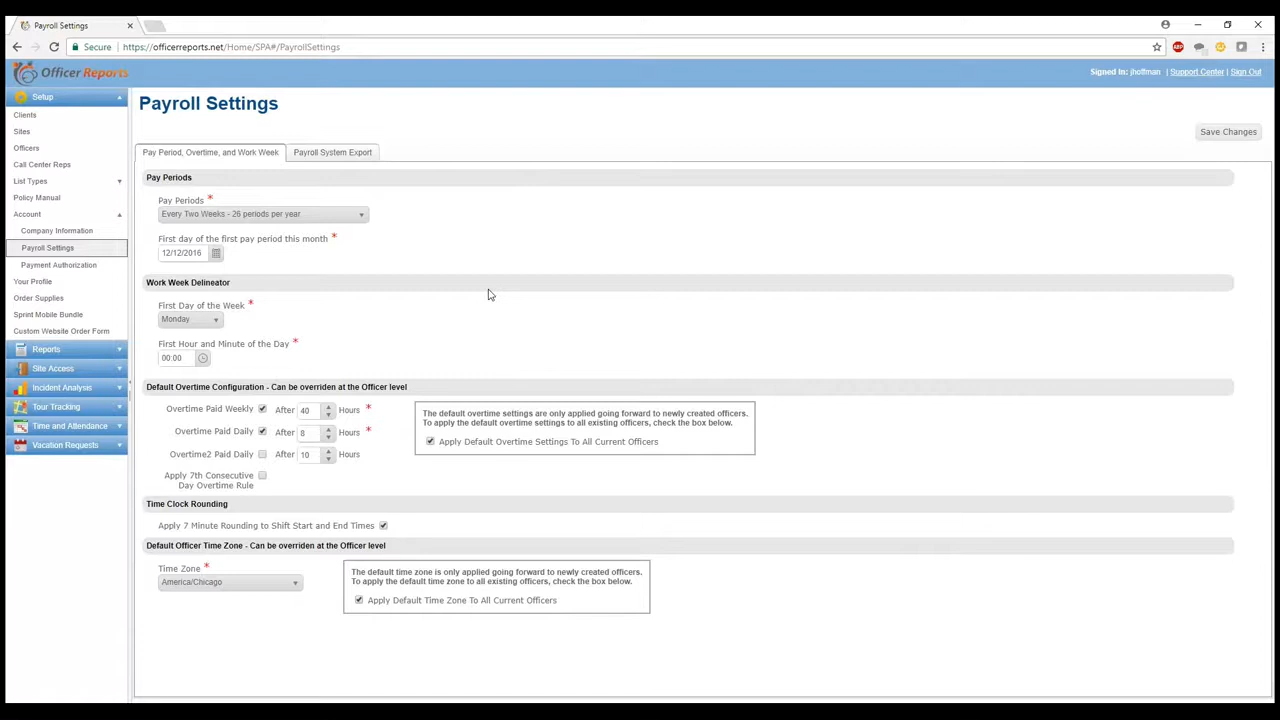 Payroll Settings
Secure https://officerreports.net/Home/SPA#/PayrollSettings
ABP
Officer Reports
Signed In: jhoffman | Support Center | Sign Out
Setup
Clients
Sites
Officers
Call Center Reps
List Types
Policy Manual
Account
Company Information
Payroll Settings
Payment Authorization
Your Profile
Order Supplies
Sprint Mobile Bundle
Custom Website Order Form
Reports
Site Access
Incident Analysis
Tour Tracking
Time and Attendance
Vacation Requests
Payroll Settings
Save Changes
Pay Period, Overtime, and Work Week
Payroll System Export
Pay Periods
Pay Periods *
Every Two Weeks - 26 periods per year
First day of the first pay period this month *
12/12/2016
Work Week Delineator
First Day of the Week *
Monday
First Hour and Minute of the Day *
00:00
Default Overtime Configuration - Can be overriden at the Officer level
Overtime Paid Weekly After 40 Hours *
Overtime Paid Daily After 8 Hours *
Overtime2 Paid Daily After 10 Hours
Apply 7th Consecutive
Day Overtime Rule
The default overtime settings are only applied going forward to newly created officers.
To apply the default overtime settings to all existing officers, check the box below.
Apply Default Overtime Settings To All Current Officers
Time Clock Rounding
Apply 7 Minute Rounding to Shift Start and End Times
Default Officer Time Zone - Can be overriden at the Officer level
Time Zone *
America/Chicago
The default time zone is only applied going forward to newly created officers.
To apply the default time zone to all existing officers, check the box below.
Apply Default Time Zone To All Current Officers